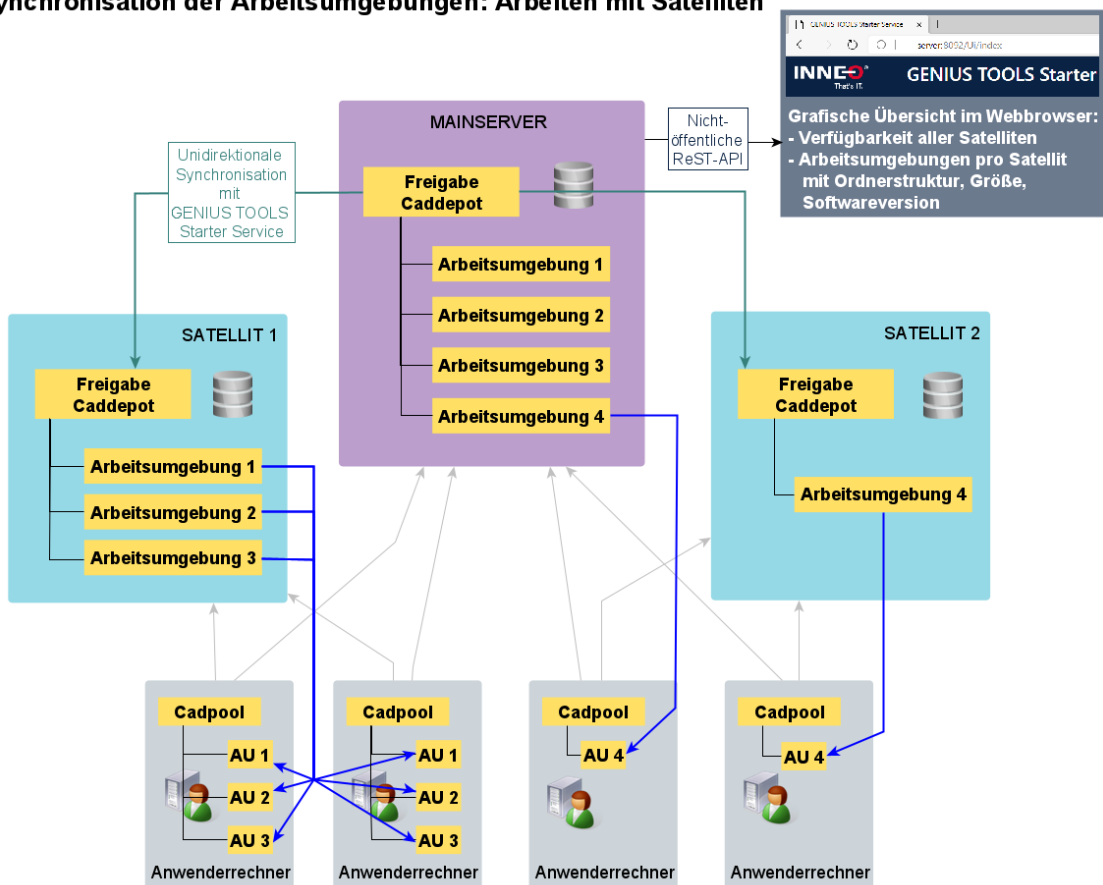 ynchronisation der Arbeitsumgebungen: Arbeiten mit Satelliten
GENIUS TOOLS Starter Service
server:8092/Ui/index
INNEO
That's IT.
GENIUS TOOLS Starter
Grafische Übersicht im Webbrowser:
- Verfügbarkeit aller Satelliten
- Arbeitsumgebungen pro Satellit
mit Ordnerstruktur, Größe,
Softwareversion
MAINSERVER
Nicht-
öffentliche
ReST-API
Unidirektionale
Synchronisation
mit
GENIUS TOOLS
Starter Service
Freigabe
Caddepot
Arbeitsumgebung 1
Arbeitsumgebung 2
Arbeitsumgebung 3
Arbeitsumgebung 4
SATELLIT 1
Freigabe
Caddepot
Arbeitsumgebung 1
Arbeitsumgebung 2
Arbeitsumgebung 3
SATELLIT 2
Freigabe
Caddepot
Arbeitsumgebung 4
Cadpool
AU 1
AU 2
AU 3
Anwenderrechner
Cadpool
AU 1
AU 2
AU 3
Anwenderrechner
Cadpool
AU 4
Anwenderrechner
Cadpool
AU 4
Anwenderrechner